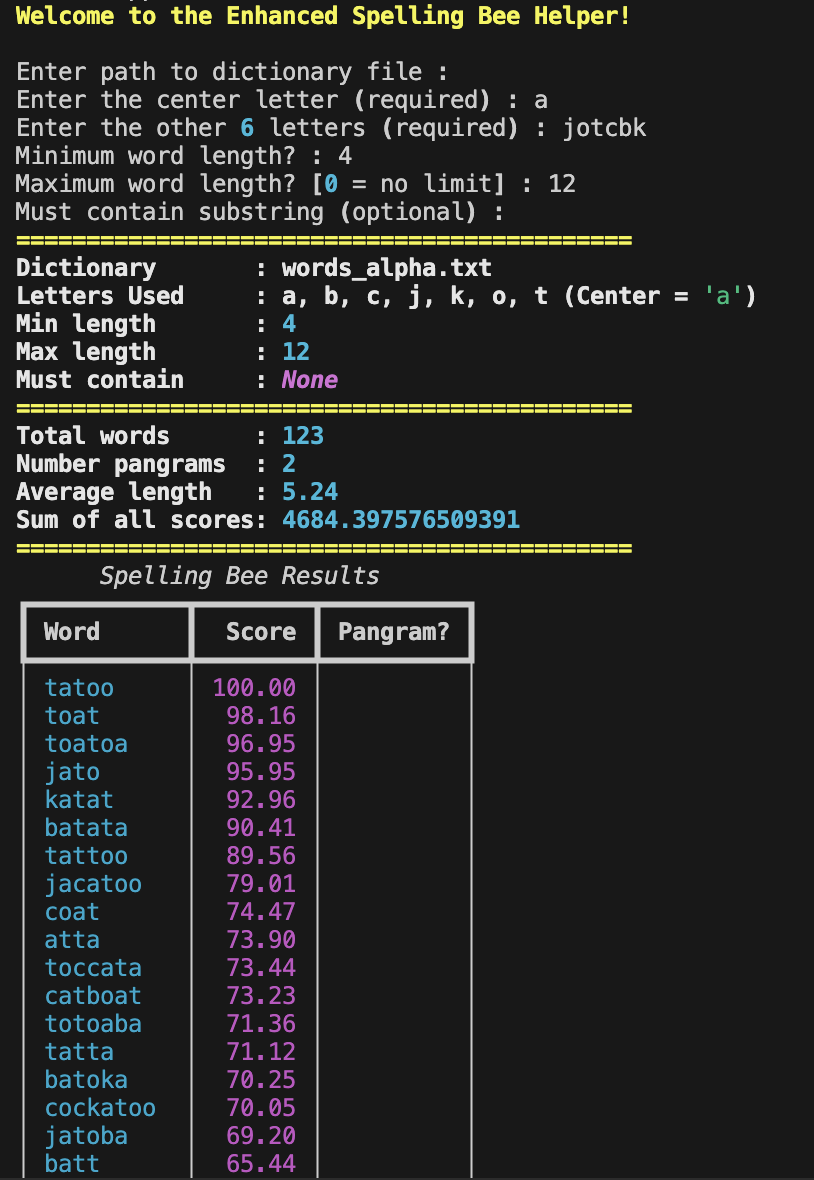 Welcome to the Enhanced Spelling Bee Helper!
Enter path to dictionary file :
Enter the center letter (required) : a
Enter the other 6 letters (required) : jotcbk
Minimum word length? : 4
Maximum word length? [0 = no limit] : 12
Must contain substring (optional) :
============================================
Dictionary : words_alpha.txt
Letters Used : a, b, c, j, k, o, t (Center = 'a')
Min length : 4
Max length : 12
Must contain : None
============================================
Total words : 123
Number pangrams : 2
Average length : 5.24
Sum of all scores: 4684.397576509391
============================================
Spelling Bee Results
Word Score Pangram?
tatoo 100.00
toat 98.16
toatoa 96.95
jato 95.95
katat 92.96
batata 90.41
tattoo 89.56
jacatoo 79.01
coat 74.47
atta 73.90
toccata 73.44
catboat 73.23
totoaba 71.36
tatta 71.12
batoka 70.25
cockatoo 70.05
jatoba 69.20
batt 65.44